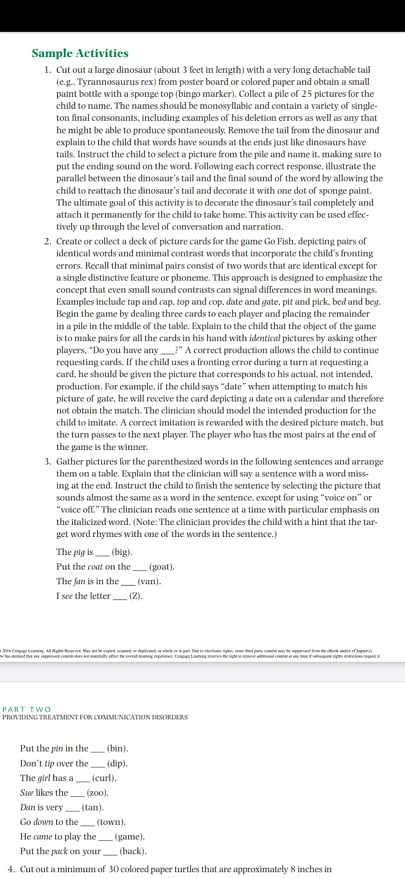 Sample Activities
1. Cut out a large dinosaur (about 3 feet in length) with a very long detachable tail
(e.g., Tyrannosaurus rex) from poster board or colored paper and obtain a small
paint bottle with a sponge top (bingo marker). Collect a pile of 25 pictures for the
child to name. The names should be monosyllabic and contain a variety of single-
ton final consonants, including examples of his deletion errors as well as any that
he might be able to produce spontaneously. Remove the tail from the dinosaur and
explain to the child that words have sounds at the ends just like dinosaurs have
tails. Instruct the child to select a picture from the pile and name it, making sure to
put the ending sound on the word. Following each correct response, illustrate the
parallel between the dinosaur's tail and the final sound of the word by allowing the
child to reattach the dinosaur's tail and decorate it with one dot of sponge paint.
The ultimate goal of this activity is to decorate the dinosaur's tail completely and
attach it permanently for the child to take home. This activity can be used effec-
tively up through the level of conversation and narration.
2. Create or collect a deck of picture cards for the game Go Fish, depicting pairs of
identical words and minimal contrast words that incorporate the child's fronting
errors. Recall that minimal pairs consist of two words that are identical except for
a single distinctive feature or phoneme. This approach is designed to emphasize the
concept that even small sound contrasts can signal differences in word meanings.
Examples include tap and cap, top and cop, date and gate, pit and pick, bed and beg.
Begin the game by dealing three cards to each player and placing the remainder
in a pile in the middle of the table. Explain to the child that the object of the game
is to make pairs for all the cards in his hand with identical pictures by asking other
players, "Do you have any ___?" A correct production allows the child to continue
requesting cards. If the child uses a fronting error during a turn at requesting a
card, he should be given the picture that corresponds to his actual, not intended,
production. For example, if the child says "date" when attempting to match his
picture of gate, he will receive the card depicting a date on a calendar and therefore
not obtain the match. The clinician should model the intended production for the
child to imitate. A correct imitation is rewarded with the desired picture match, but
the turn passes to the next player. The player who has the most pairs at the end of
the game is the winner.
3. Gather pictures for the parenthesized words in the following sentences and arrange
them on a table. Explain that the clinician will say a sentence with a word miss-
ing at the end. Instruct the child to finish the sentence by selecting the picture that
sounds almost the same as a word in the sentence, except for using "voice on" or
"voice off." The clinician reads one sentence at a time with particular emphasis on
the italicized word. (Note: The clinician provides the child with a hint that the tar-
get word rhymes with one of the words in the sentence.)
The pig is ___ (big).
Put the coat on the ___ (goat).
The fan is in the ___ (van).
I see the letter ___ (Z).
PART TWO
PROVIDING TREATMENT FOR COMMUNICATION DISORDERS
Put the pin in the ___ (bin).
Don't tip over the ___ (dip).
The girl has a ___ (curl).
Sue likes the ___ (zoo).
Dan is very ___ (tan).
Go down to the ___ (town).
He came to play the ___ (game).
Put the pack on your ___ (back).
4. Cut out a minimum of 30 colored paper turtles that are approximately 8 inches in